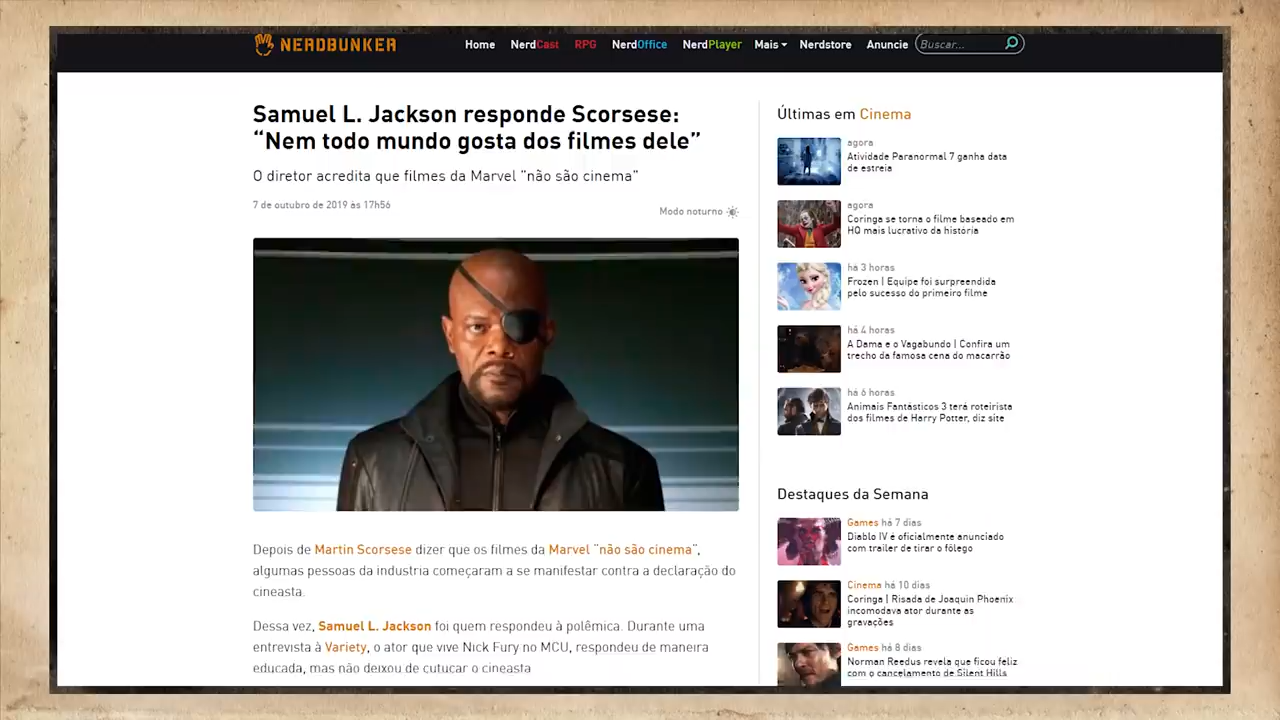 NERDBUNKER
Home NerdCast RPG NerdOffice NerdPlayer Mais Nerdstore Anuncie Buscar...
Samuel L. Jackson responde Scorsese:
“Nem todo mundo gosta dos filmes dele”
O diretor acredita que filmes da Marvel "não são cinema"
7 de outubro de 2019 às 17h56
Modo noturno
Depois de Martin Scorsese dizer que os filmes da Marvel "não são cinema",
algumas pessoas da industria começaram a se manifestar contra a declaração do
cineasta.
Dessa vez, Samuel L. Jackson foi quem respondeu à polêmica. Durante uma
entrevista à Variety, o ator que vive Nick Fury no MCU, respondeu de maneira
educada, mas não deixou de cutucar o cineasta
Últimas em Cinema
agora
Atividade Paranormal 7 ganha data
de estreia
agora
Coringa se torna o filme baseado em
HQ mais lucrativo da história
há 3 horas
Frozen | Equipe foi surpreendida
pelo sucesso do primeiro filme
há 4 horas
A Dama e o Vagabundo | Confira um
trecho da famosa cena do macarrão
há 6 horas
Animais Fantásticos 3 terá roteirista
dos filmes de Harry Potter, diz site
Destaques da Semana
Games há 7 dias
Diablo IV é oficialmente anunciado
com trailer de tirar o fôlego
Cinema há 10 dias
Coringa | Risada de Joaquin Phoenix
incomodava ator durante as
gravações
Games há 8 dias
Norman Reedus revela que ficou feliz
com o cancelamento de Silent Hills